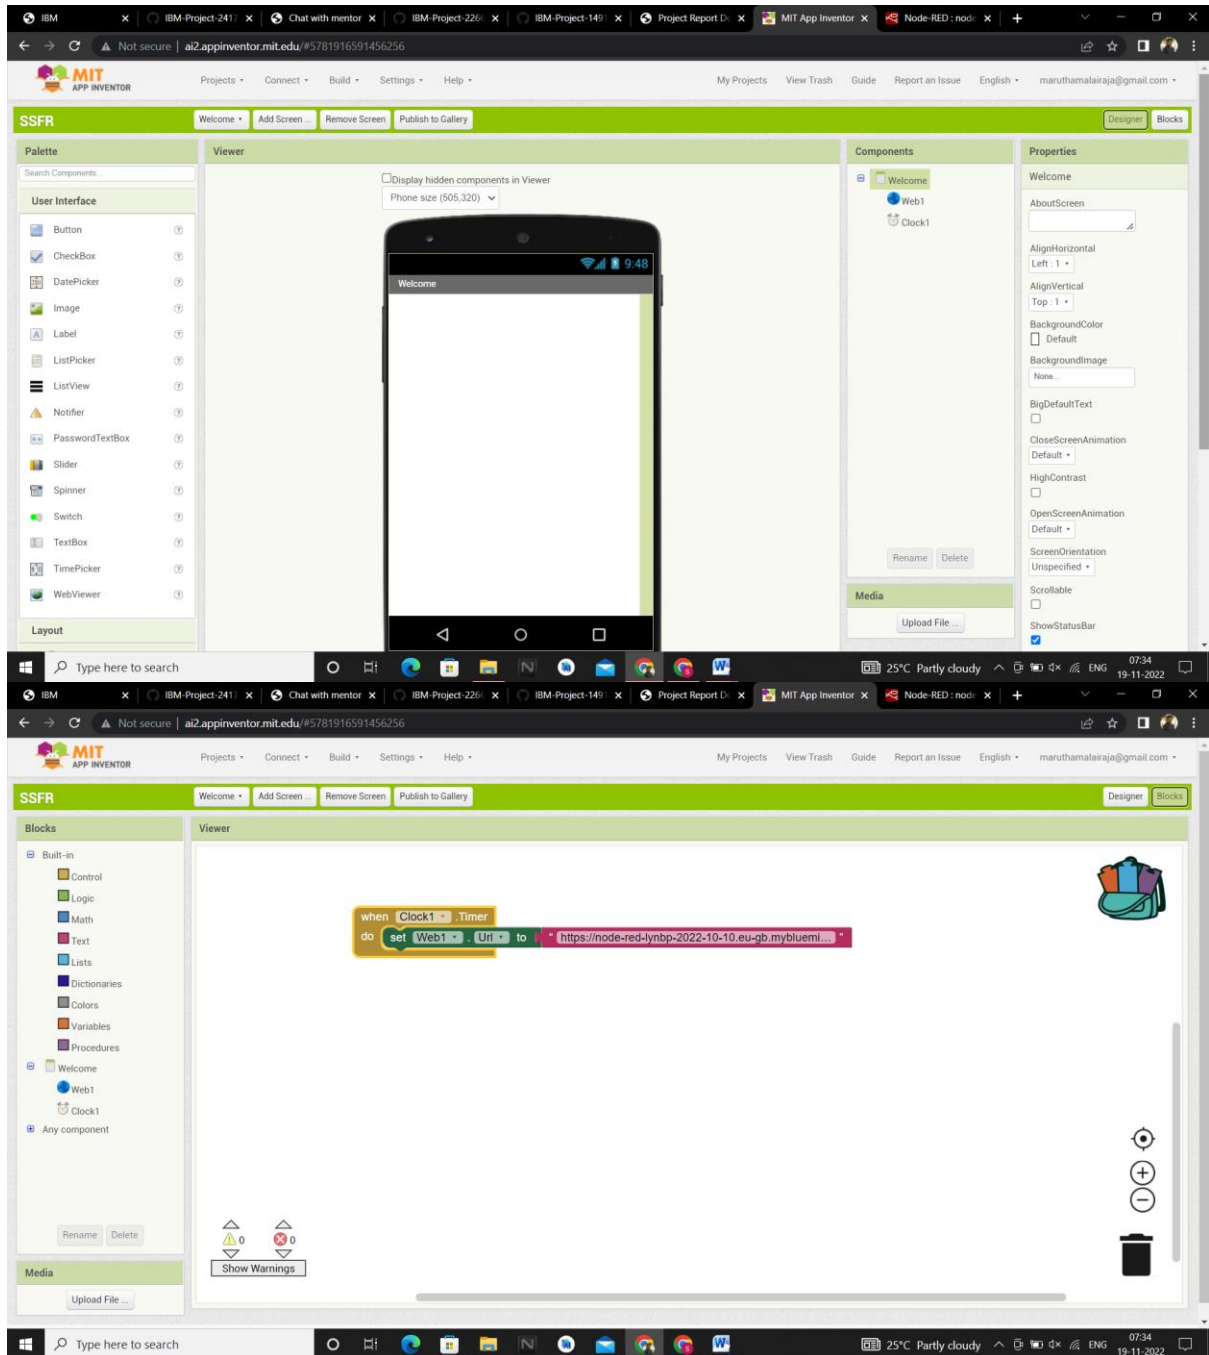 IBM IBM-Project-2417 Chat with mentor IBM-Project-226 IBM-Project-1491 Project Report D MIT App Inventor Node-RED : node
Not secure | ai2.appinventor.mit.edu/#5781916591456256
MIT
APP INVENTOR
Projects Connect Build Settings Help My Projects View Trash Guide Report an Issue English maruthamalairaja@gmail.com
SSFR Welcome Add Screen ... Remove Screen Publish to Gallery Designer Blocks
Palette Viewer Components Properties
Search Components...
User Interface
Button
CheckBox
DatePicker
Image
Label
ListPicker
ListView
Notifier
PasswordTextBox
Slider
Spinner
Switch
TextBox
TimePicker
WebViewer
Layout
Display hidden components in Viewer
Phone size (505,320)
9:48
Welcome
Welcome
Web1
Clock1
Rename Delete
Media
Upload File ...
Welcome
AboutScreen
AlignHorizontal
Left : 1
AlignVertical
Top : 1
BackgroundColor
Default
BackgroundImage
None...
BigDefaultText
CloseScreenAnimation
Default
HighContrast
OpenScreenAnimation
Default
ScreenOrientation
Unspecified
Scrollable
ShowStatusBar
Type here to search 25°C Partly cloudy ENG 07:34
19-11-2022
IBM IBM-Project-2417 Chat with mentor IBM-Project-226 IBM-Project-1491 Project Report D MIT App Inventor Node-RED : node
Not secure | ai2.appinventor.mit.edu/#5781916591456256
MIT
APP INVENTOR
Projects Connect Build Settings Help My Projects View Trash Guide Report an Issue English maruthamalairaja@gmail.com
SSFR Welcome Add Screen ... Remove Screen Publish to Gallery Designer Blocks
Blocks Viewer
Built-in
Control
Logic
Math
Text
Lists
Dictionaries
Colors
Variables
Procedures
Welcome
Web1
Clock1
Any component
Rename Delete
Media
Upload File ...
when Clock1 .Timer
do set Web1 . Url to " https://node-red-lynbp-2022-10-10.eu-gb.mybluemi... "
0 0
Show Warnings
Type here to search 25°C Partly cloudy ENG 07:34
19-11-2022